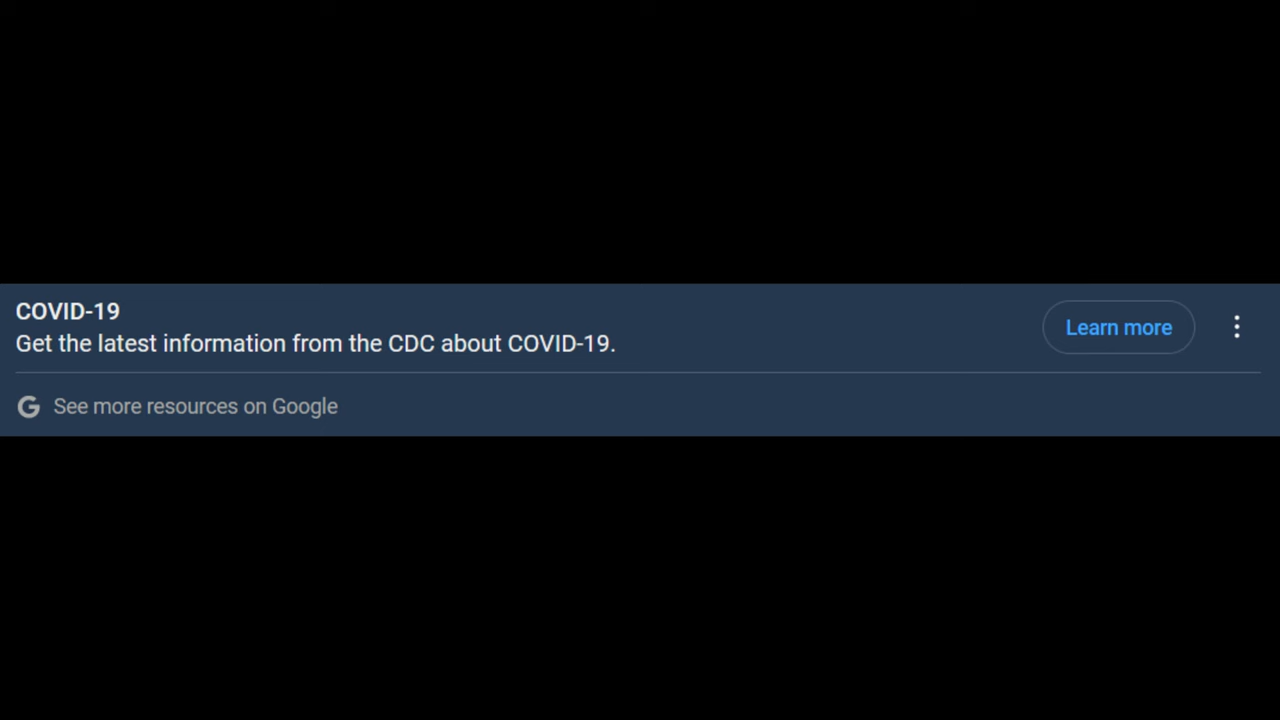 COVID-19
Get the latest information from the CDC about COVID-19.
Learn more
See more resources on Google